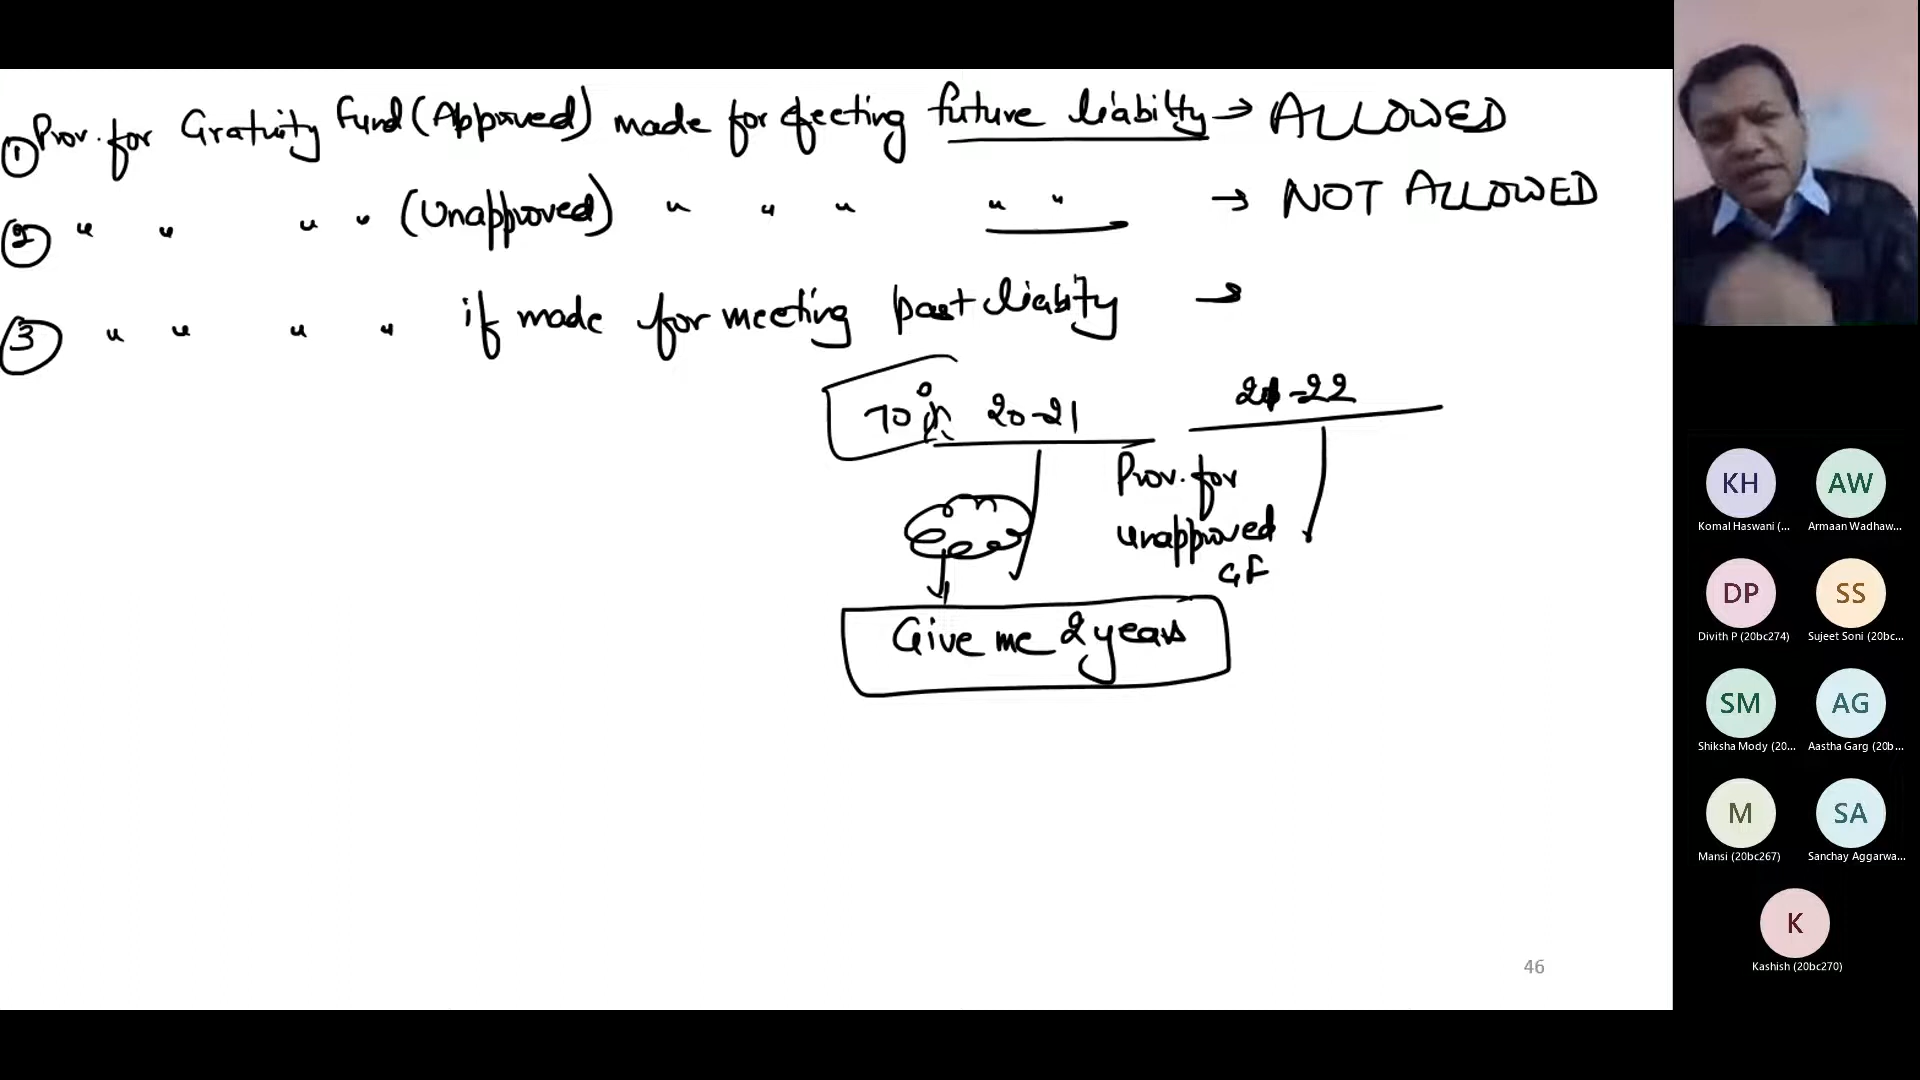 ① Prov. for Gratuity Fund (Approved) made for meeting future liability → ALLOWED
② " " " " (Unapproved) " " " " " → NOT ALLOWED
③ " " " " if made for meeting past liabity →
20-21
21-22
Prov. for
unapproved
GF
Give me 2 years
46
KH
Komal Haswani (...
AW
Armaan Wadhaw...
DP
Divith P (20bc274)
SS
Sujeet Soni (20bc...
SM
Shiksha Mody (20...
AG
Aastha Garg (20b...
M
Mansi (20bc267)
SA
Sanchay Aggarwa...
K
Kashish (20bc270)